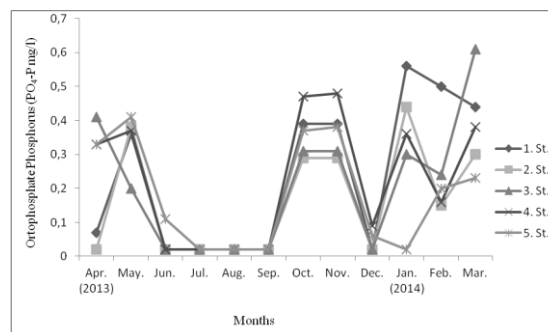 0,7
0,6
0,5
0,4
0,3
0,2
0,1
0
Ortophosphate Phosphorus (PO₄-P mg/l)
Apr. May. Jun. Jul. Aug. Sep. Oct. Nov. Dec. Jan. Feb. Mar.
(2013) (2014)
Months
1. St.
2. St.
3. St.
4. St.
5. St.